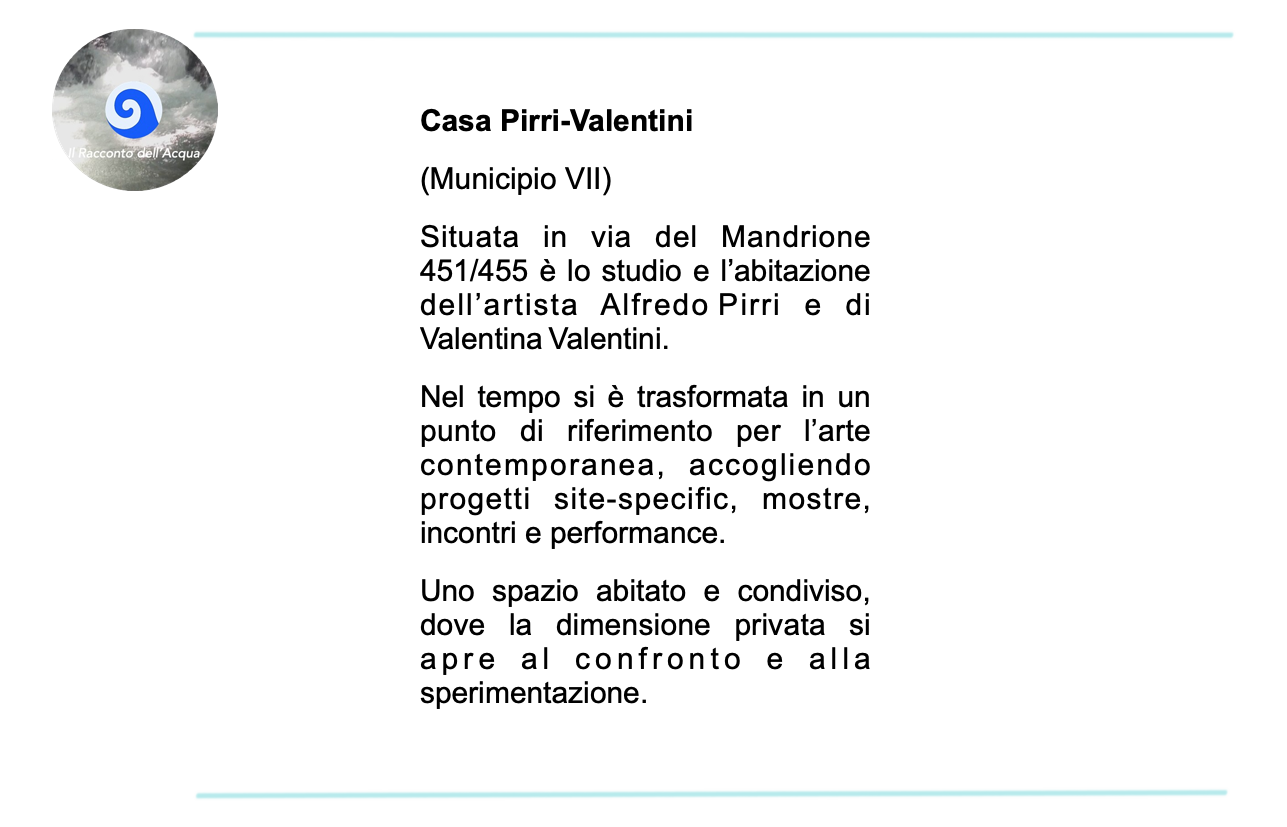 Il Racconto dell'Acqua
Casa Pirri-Valentini
(Municipio VII)
Situata in via del Mandrione
451/455 è lo studio e l’abitazione
dell’artista Alfredo Pirri e di
Valentina Valentini.
Nel tempo si è trasformata in un
punto di riferimento per l’arte
contemporanea, accogliendo
progetti site-specific, mostre,
incontri e performance.
Uno spazio abitato e condiviso,
dove la dimensione privata si
apre al confronto e alla
sperimentazione.